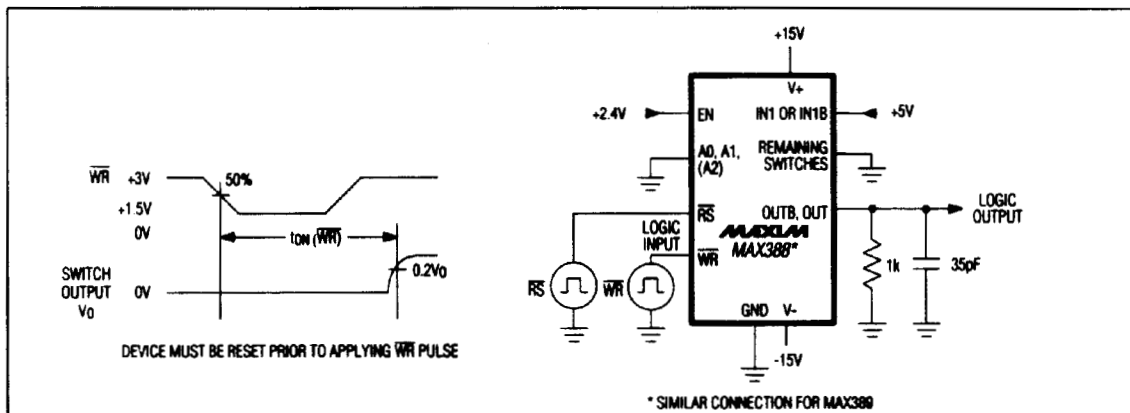 WR +3V
50%
+1.5V
0V
tON (WR)
SWITCH
OUTPUT
VO
0V
0.2VO
DEVICE MUST BE RESET PRIOR TO APPLYING WR PULSE
+15V
V+
+2.4V
EN
IN1 OR IN1B
+5V
A0, A1,
(A2)
REMAINING
SWITCHES
RS
OUTB, OUT
LOGIC
OUTPUT
LOGIC
INPUT
MAXIM
MAX388*
WR
1k
35pF
RS
WR
GND V-
-15V
* SIMILAR CONNECTION FOR MAX389